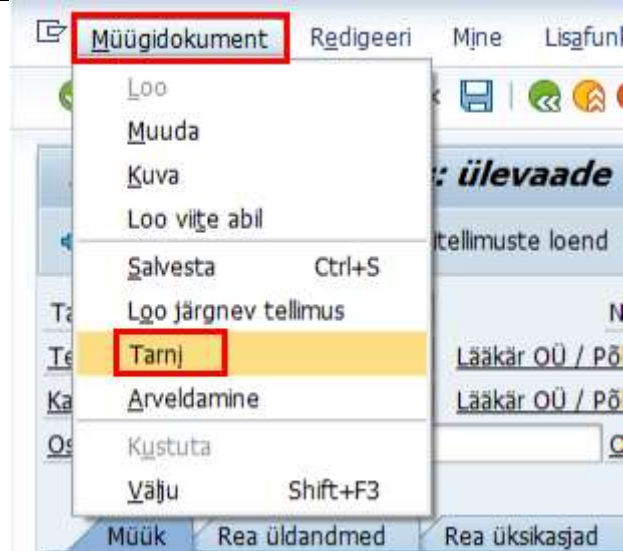 Müügidokument Redigeeri Mine Lisafunk
Loo
Muuda
Kuva
: ülevaade
Loo viite abil
tellimuste loend
Salvesta Ctrl+S
Loo järgnev tellimus
Tarnj
Lääkär OÜ / Põ
Arveldamine
Lääkär OÜ / Põ
Kustuta
Välju Shift+F3
Müük Rea üldandmed Rea üksikasjad